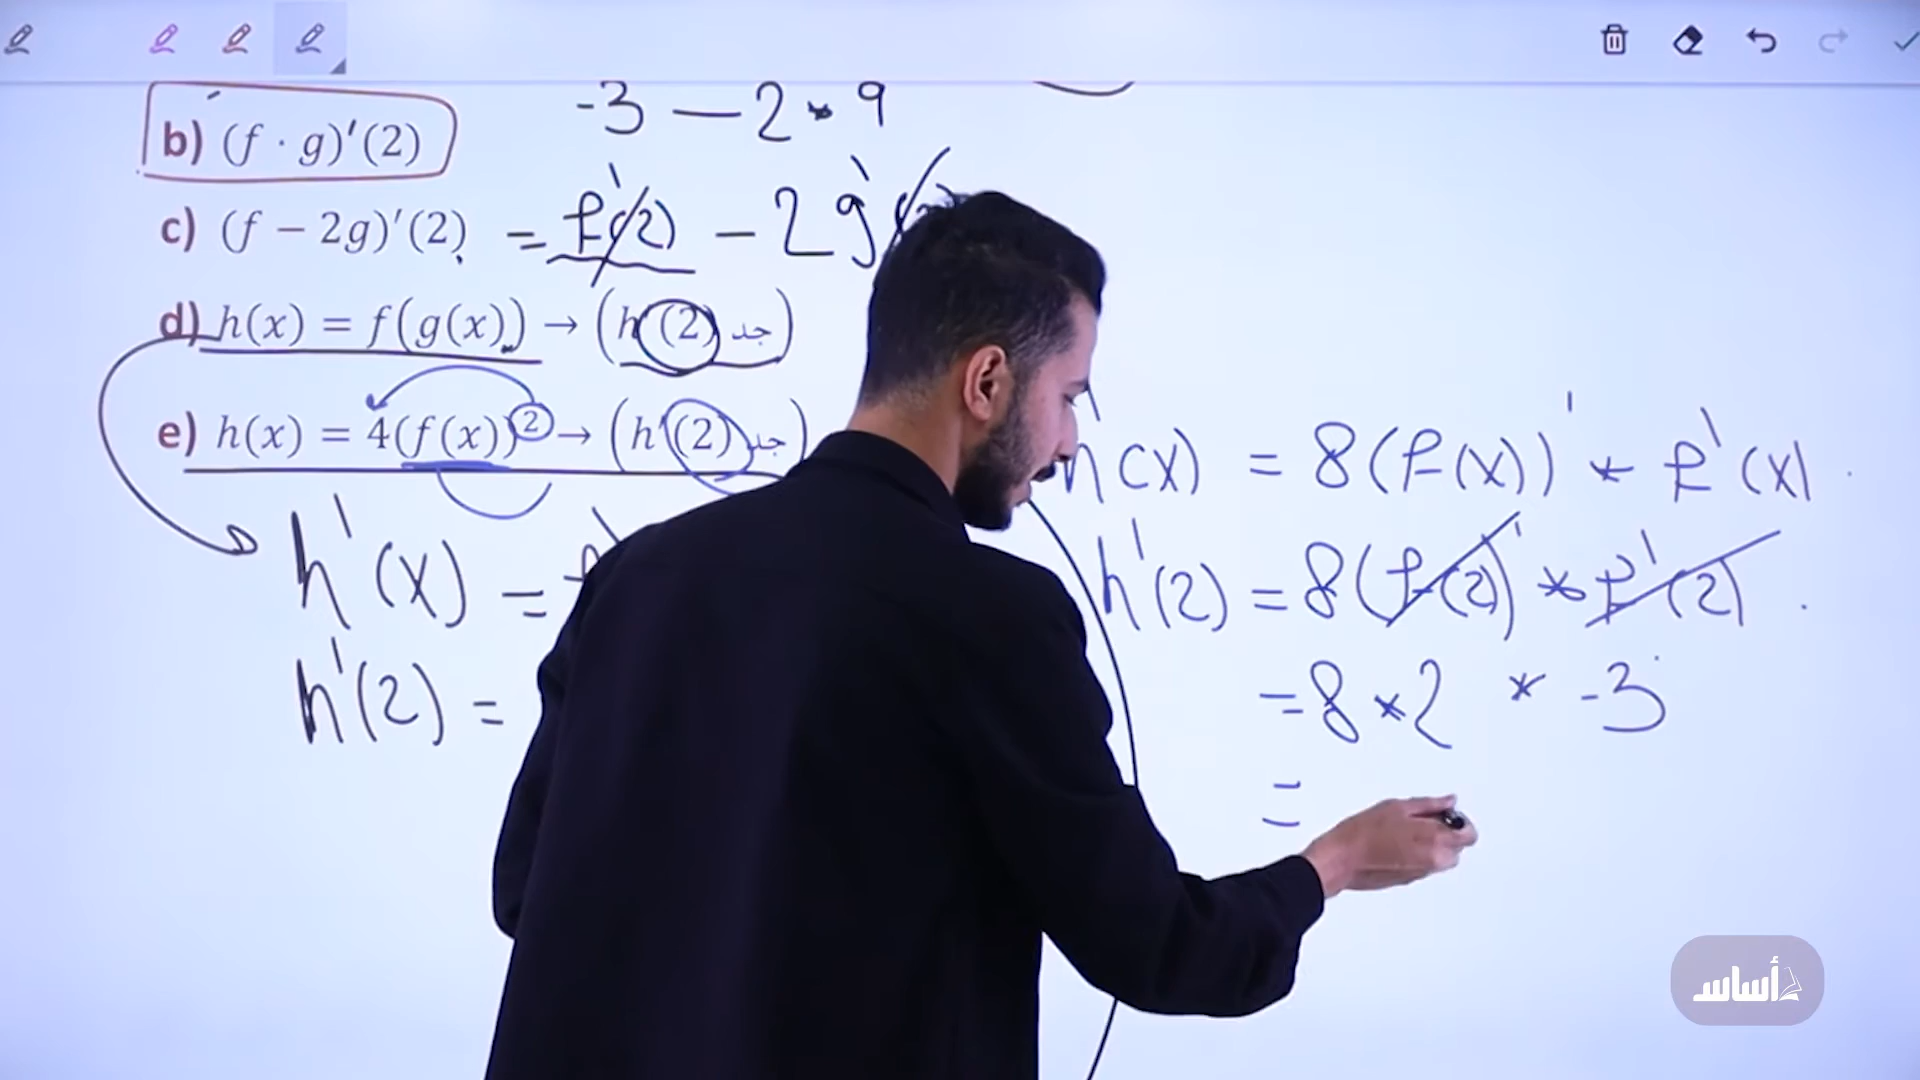 -3 — 2 * 9
b) (f · g)'(2)
c) (f − 2g)'(2) = f'(2) − 2g'
d) h(x) = f(g(x)) → (h'(2) جد)
e) h(x) = 4(f(x))² → (h'(2) جد)
h'(x) = 8(f(x))' * f'(x)
h'(2) = 8(f(2))' * f'(2)
= 8 * 2 * -3
=
h'(x) =
h'(2) =
أساس